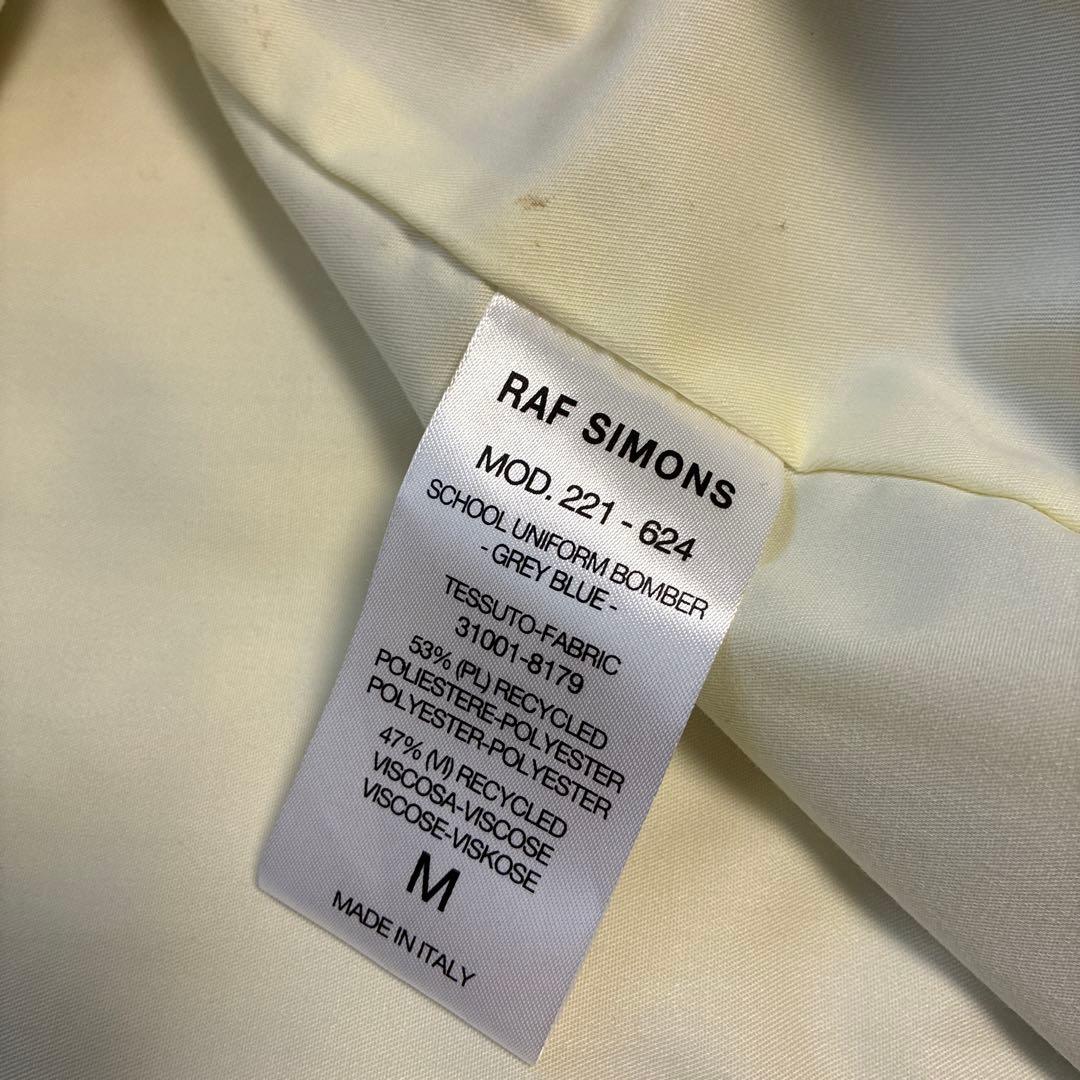 RAF SIMONS
MOD. 221 - 624
SCHOOL UNIFORM BOMBER
- GREY BLUE -
TESSUTO-FABRIC
31001-8179
53% (PL) RECYCLED
POLIESTERE-POLYESTER
POLYESTER-POLYESTER
47% (VI) RECYCLED
VISCOSA-VISCOSE
VISCOSE-VISKOSE
M
MADE IN ITALY